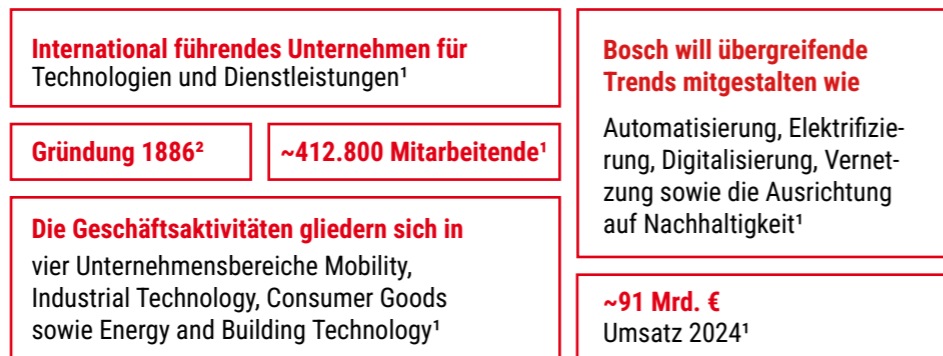 International führendes Unternehmen für
Technologien und Dienstleistungen¹
Gründung 1886²
~412.800 Mitarbeitende¹
Die Geschäftsaktivitäten gliedern sich in
vier Unternehmensbereiche Mobility,
Industrial Technology, Consumer Goods
sowie Energy and Building Technology¹
Bosch will übergreifende
Trends mitgestalten wie
Automatisierung, Elektrifizie-
rung, Digitalisierung, Vernet-
zung sowie die Ausrichtung
auf Nachhaltigkeit¹
~91 Mrd. €
Umsatz 2024¹